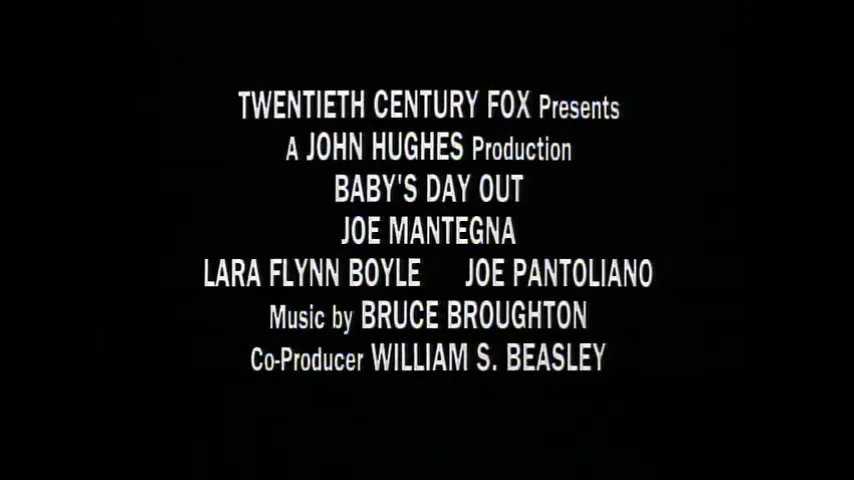 TWENTIETH CENTURY FOX Presents
A JOHN HUGHES Production
BABY'S DAY OUT
JOE MANTEGNA
LARA FLYNN BOYLE JOE PANTOLIANO
Music by BRUCE BROUGHTON
Co-Producer WILLIAM S. BEASLEY